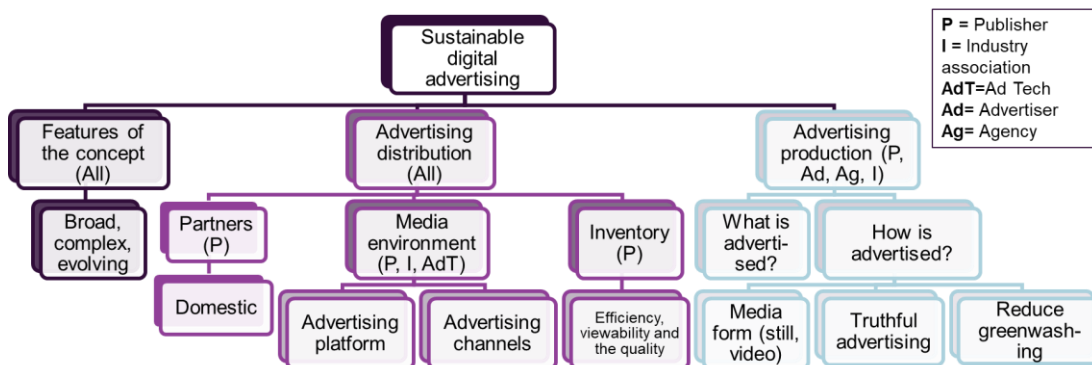 Sustainable
digital
advertising
P = Publisher
I = Industry
association
AdT=Ad Tech
Ad= Advertiser
Ag= Agency
Features of
the concept
(All)
Advertising
distribution
(All)
Advertising
production (P,
Ad, Ag, I)
Broad,
complex,
evolving
Partners
(P)
Media
environment
(P, I, AdT)
Inventory
(P)
What is
adverti-
sed?
How is
advertised?
Domestic
Advertising
platform
Advertising
channels
Efficiency,
viewability and
the quality
Media
form (still,
video)
Truthful
advertising
Reduce
greenwash-
ing